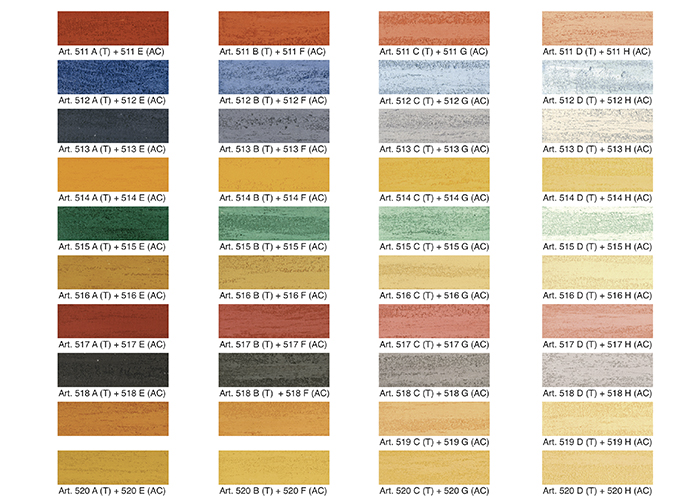 Art. 511 A (T) + 511 E (AC)
Art. 511 B (T) + 511 F (AC)
Art. 511 C (T) + 511 G (AC)
Art. 511 D (T) + 511 H (AC)
Art. 512 A (T) + 512 E (AC)
Art. 512 B (T) + 512 F (AC)
Art. 512 C (T) + 512 G (AC)
Art. 512 D (T) + 512 H (AC)
Art. 513 A (T) + 513 E (AC)
Art. 513 B (T) + 513 F (AC)
Art. 513 C (T) + 513 G (AC)
Art. 513 D (T) + 513 H (AC)
Art. 514 A (T) + 514 E (AC)
Art. 514 B (T) + 514 F (AC)
Art. 514 C (T) + 514 G (AC)
Art. 514 D (T) + 514 H (AC)
Art. 515 A (T) + 515 E (AC)
Art. 515 B (T) + 515 F (AC)
Art. 515 C (T) + 515 G (AC)
Art. 515 D (T) + 515 H (AC)
Art. 516 A (T) + 516 E (AC)
Art. 516 B (T) + 516 F (AC)
Art. 516 C (T) + 516 G (AC)
Art. 516 D (T) + 516 H (AC)
Art. 517 A (T) + 517 E (AC)
Art. 517 B (T) + 517 F (AC)
Art. 517 C (T) + 517 G (AC)
Art. 517 D (T) + 517 H (AC)
Art. 518 A (T) + 518 E (AC)
Art. 518 B (T) + 518 F (AC)
Art. 518 C (T) + 518 G (AC)
Art. 518 D (T) + 518 H (AC)
Art. 519 C (T) + 519 G (AC)
Art. 519 D (T) + 519 H (AC)
Art. 520 A (T) + 520 E (AC)
Art. 520 B (T) + 520 F (AC)
Art. 520 C (T) + 520 G (AC)
Art. 520 D (T) + 520 H (AC)